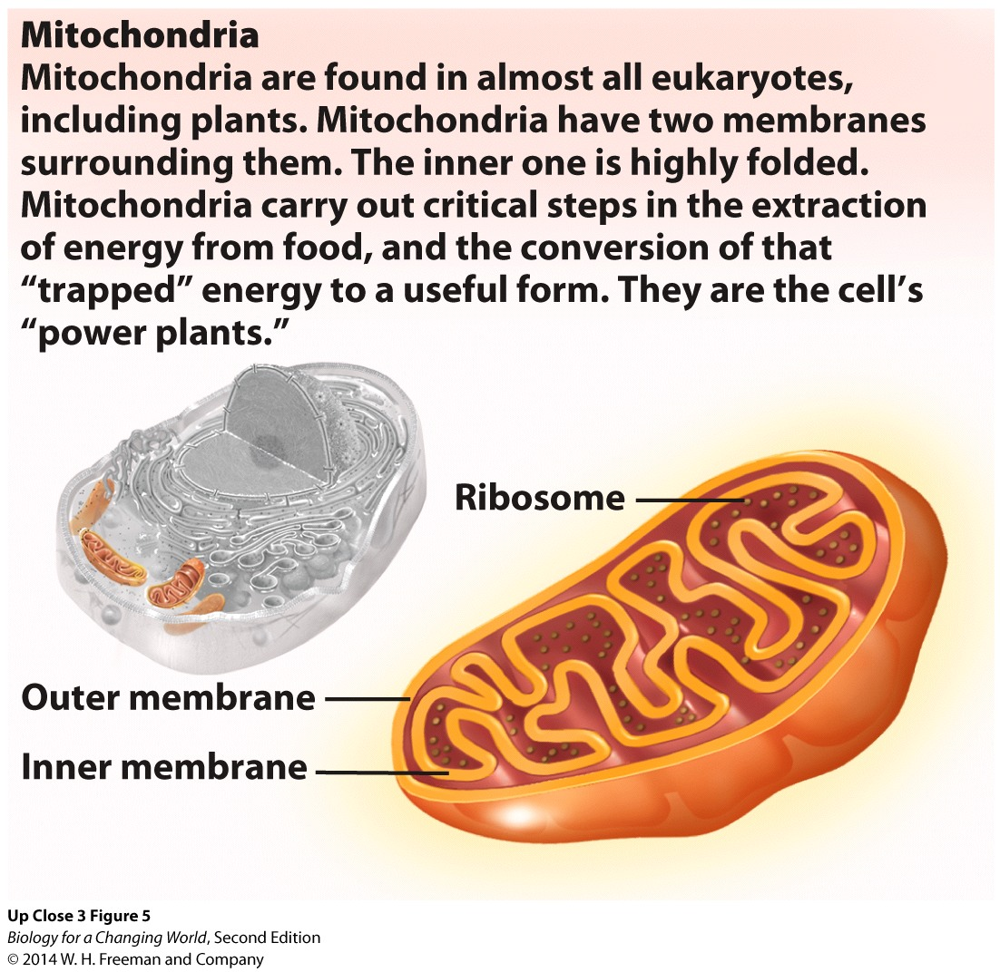 Mitochondria
Mitochondria are found in almost all eukaryotes,
including plants. Mitochondria have two membranes
surrounding them. The inner one is highly folded.
Mitochondria carry out critical steps in the extraction
of energy from food, and the conversion of that
“trapped” energy to a useful form. They are the cell’s
“power plants.”
Ribosome
Outer membrane
Inner membrane
Up Close 3 Figure 5
Biology for a Changing World, Second Edition
© 2014 W. H. Freeman and Company